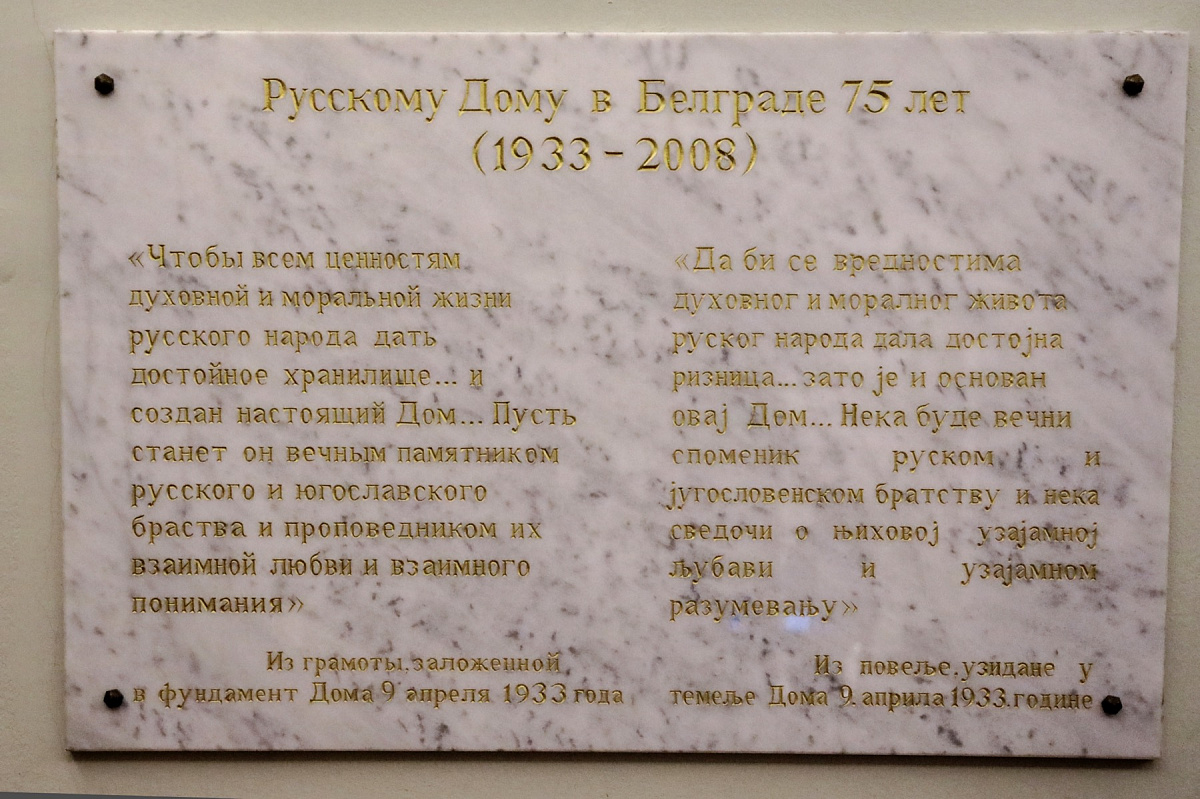 Русскому Дому в Белграде 75 лет
(1933 – 2008)
«Чтобы всем ценностям
духовной и моральной жизни
русского народа дать
достойное хранилище... и
создан настоящий Дом... Пусть
станет он вечным памятником
русского и югославского
браства и проповедником их
взаимной любви и взаимного
понимания»
Из грамоты, заложенной
в фундамент Дома 9 апреля 1933 года
«Да би се вредностима
духовног и моралног живота
руског народа дала достојна
ризница... зато је и основан
овај Дом... Нека буде вечни
споменик руском и
југословенском братству и нека
сведочи о њиховој узајамној
љубави и узајамном
разумевању»
Из повеље, узидане у
темеље Дома 9. априла 1933. године